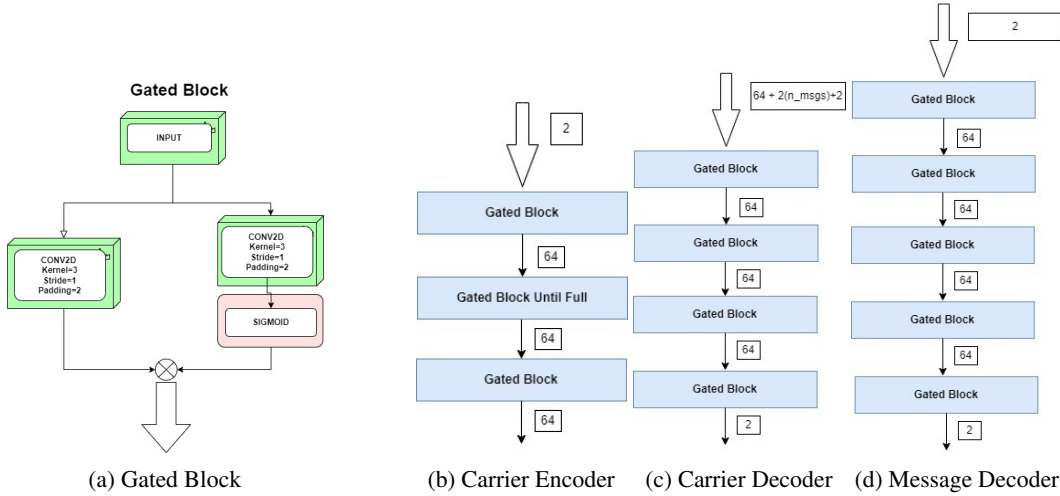 Gated Block
INPUT
CONV2D
Kernel=3
Stride=1
Padding=2
CONV2D
Kernel=3
Stride=1
Padding=2
SIGMOID
(a) Gated Block
2
Gated Block
64
Gated Block Until Full
64
Gated Block
64
(b) Carrier Encoder
64 + 2(n_msgs)+2
Gated Block
64
Gated Block
64
Gated Block
64
Gated Block
2
(c) Carrier Decoder
2
Gated Block
64
Gated Block
64
Gated Block
64
Gated Block
64
Gated Block
2
(d) Message Decoder